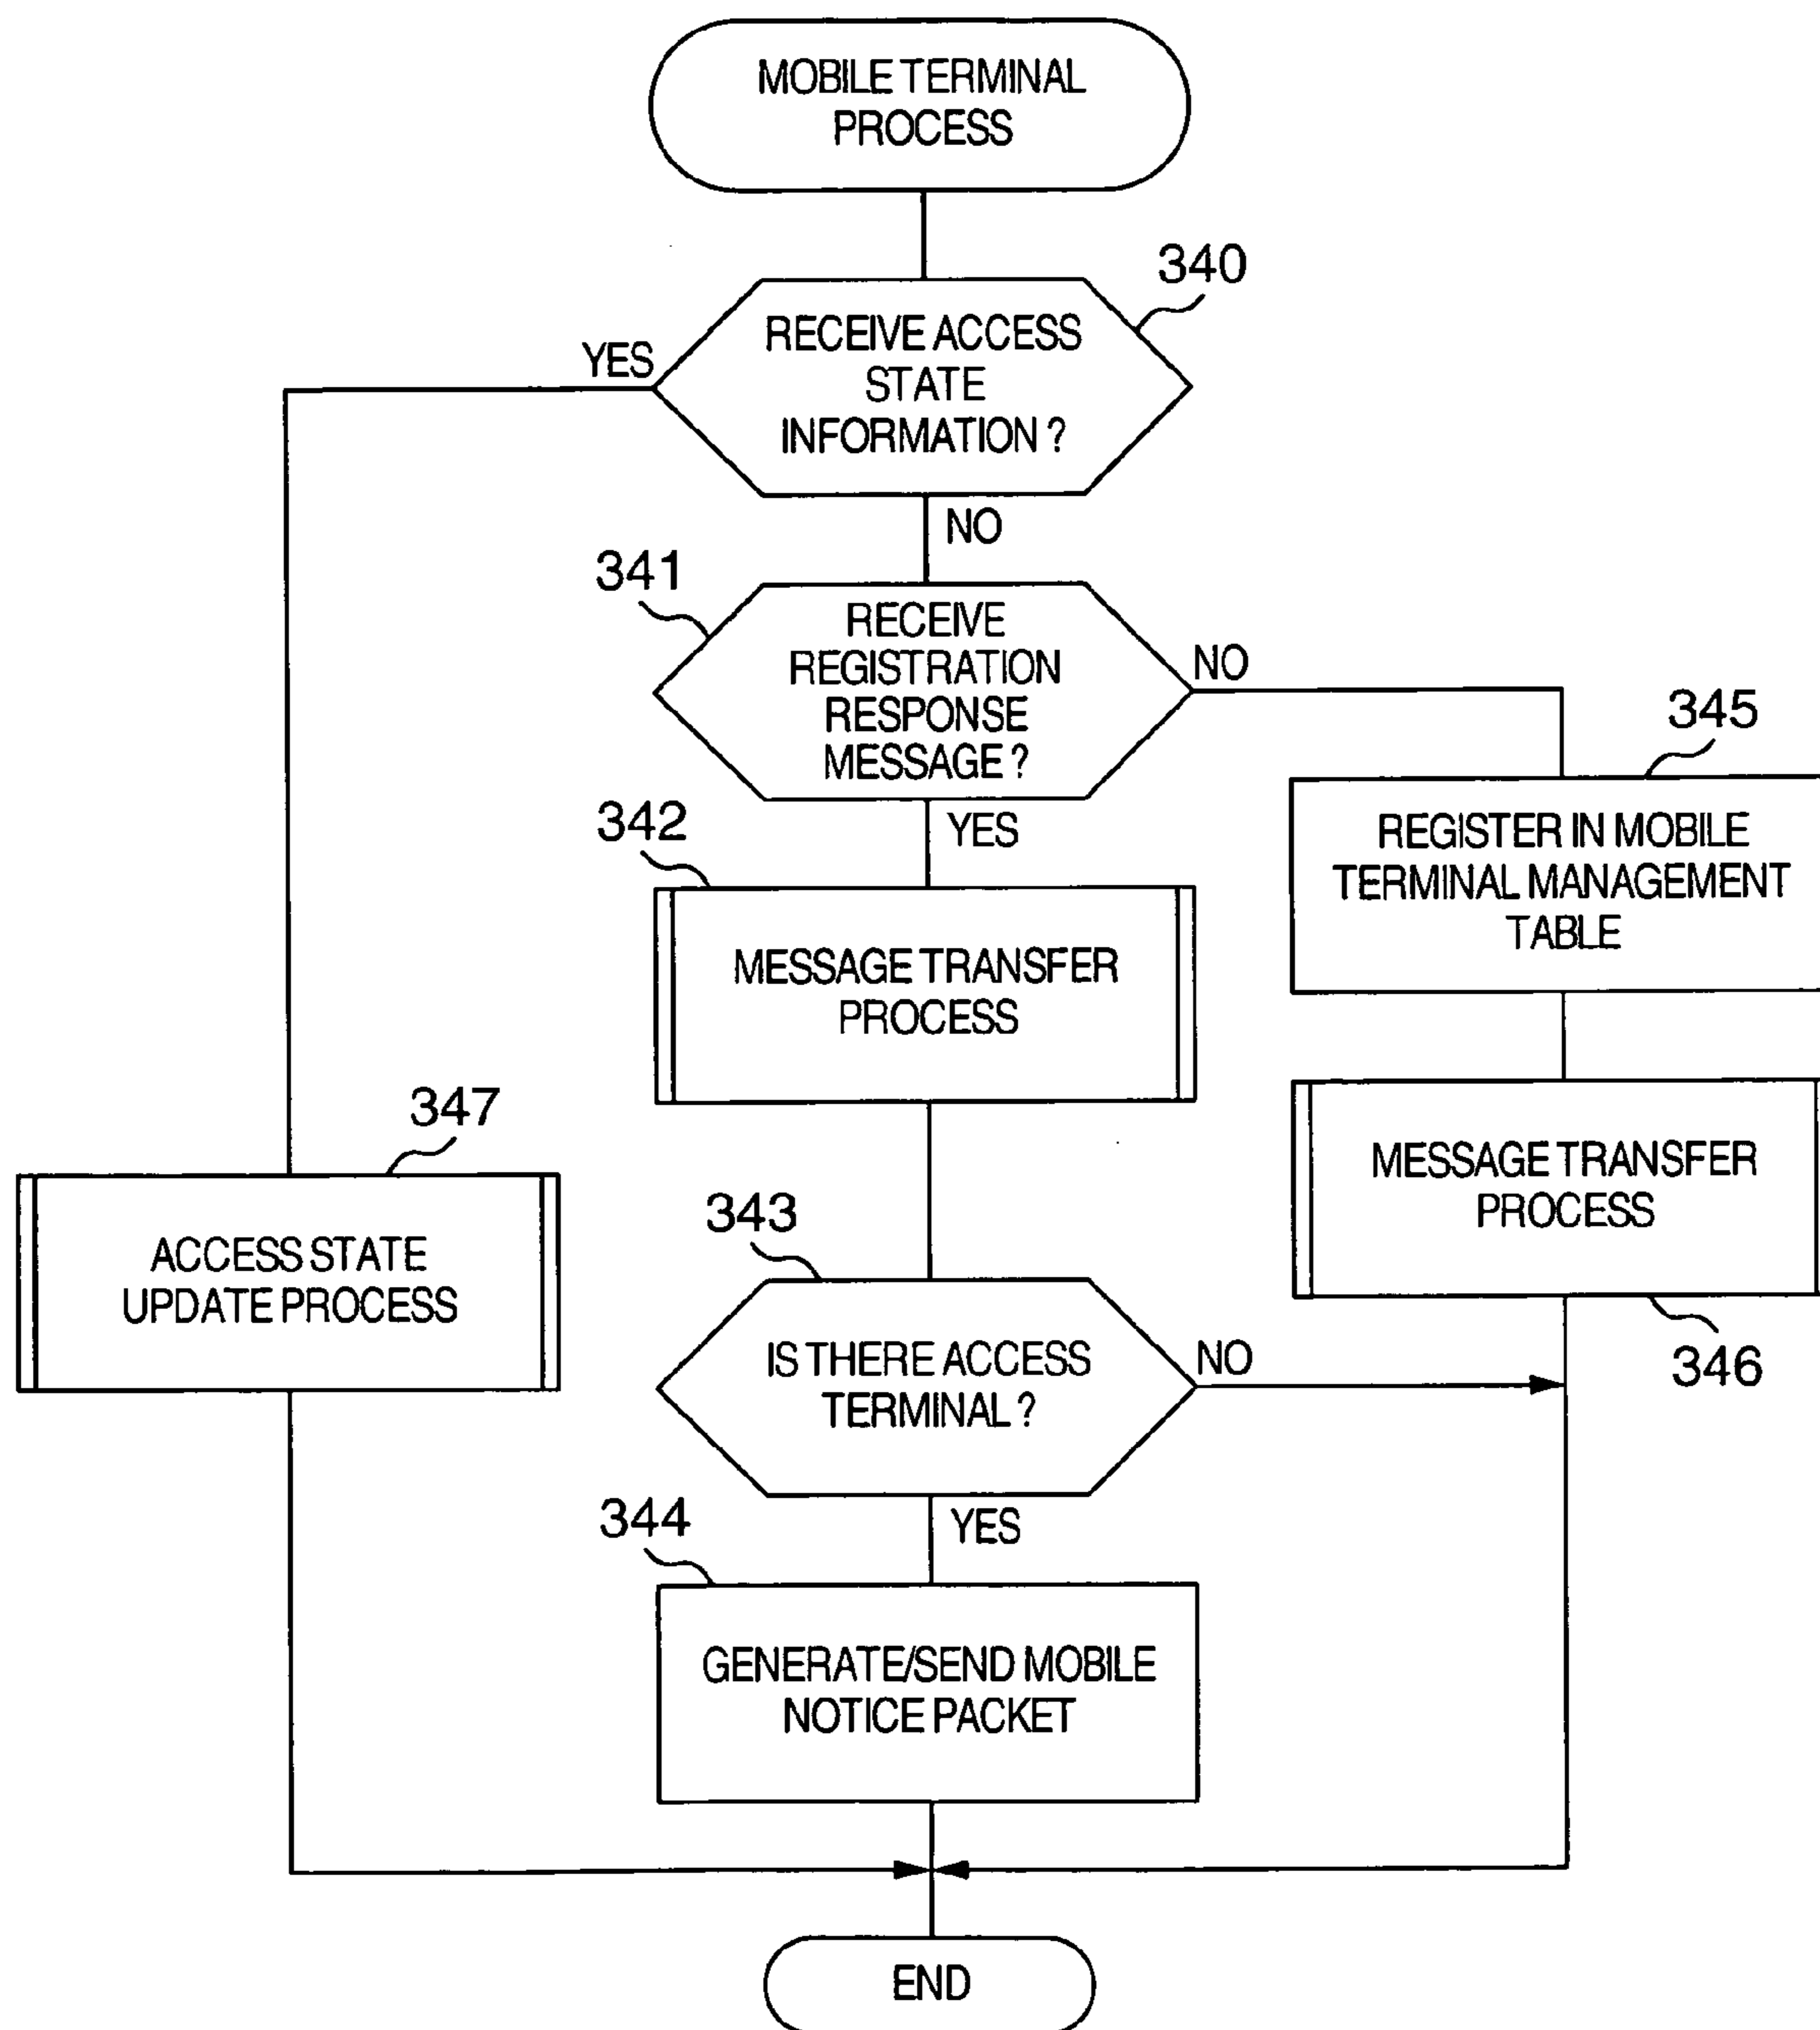 MOBILE TERMINAL
PROCESS
340
RECEIVE ACCESS
STATE
INFORMATION ?
YES
NO
341
RECEIVE
REGISTRATION
RESPONSE
MESSAGE ?
NO
YES
345
REGISTER IN MOBILE
TERMINAL MANAGEMENT
TABLE
342
MESSAGE TRANSFER
PROCESS
MESSAGE TRANSFER
PROCESS
346
347
ACCESS STATE
UPDATE PROCESS
343
IS THERE ACCESS
TERMINAL ?
NO
YES
344
GENERATE/SEND MOBILE
NOTICE PACKET
END